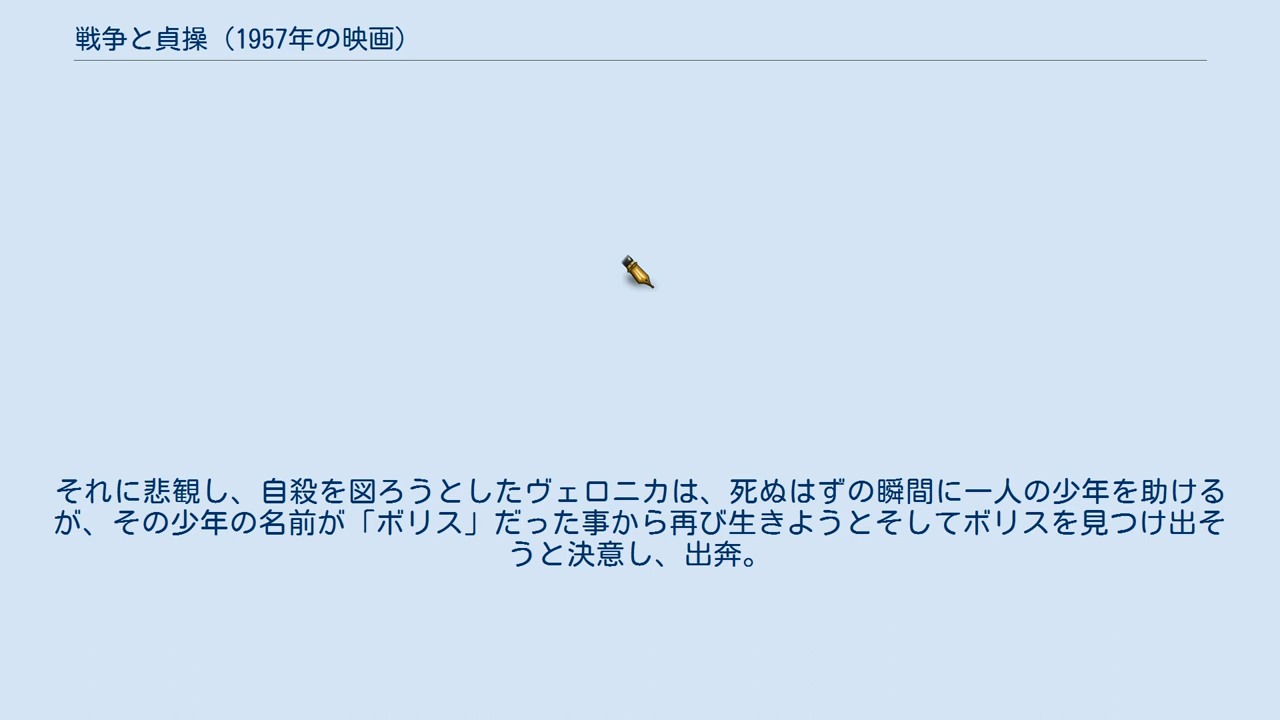 戦争と貞操（1957年の映画）
それに悲観し、自殺を図ろうとしたヴェロニカは、死ぬはずの瞬間に一人の少年を助ける
が、その少年の名前が「ボリス」だった事から再び生きようとそしてボリスを見つけ出そ
うと決意し、出奔。